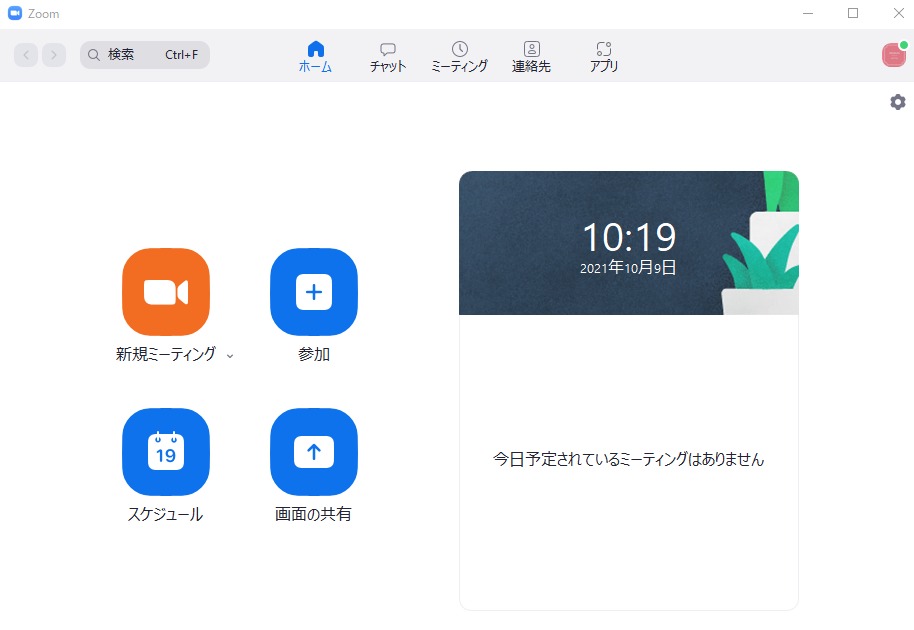 Zoom
検索 Ctrl+F
ホーム
チャット
ミーティング
連絡先
アプリ
10:19
2021年10月9日
新規ミーティング
参加
19
スケジュール
画面の共有
今日予定されているミーティングはありません